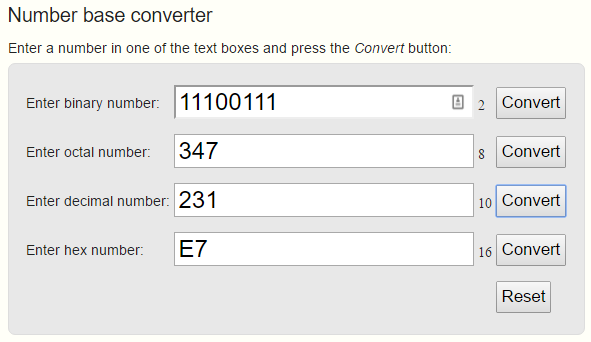 Number base converter
Enter a number in one of the text boxes and press the Convert button:
Enter binary number: 11100111 2 Convert
Enter octal number: 347 8 Convert
Enter decimal number: 231 10 Convert
Enter hex number: E7 16 Convert
Reset